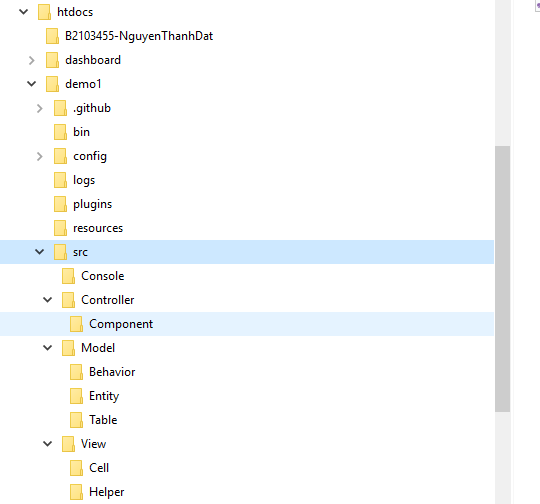 htdocs
B2103455-NguyenThanhDat
dashboard
demo1
.github
bin
config
logs
plugins
resources
src
Console
Controller
Component
Model
Behavior
Entity
Table
View
Cell
Helper